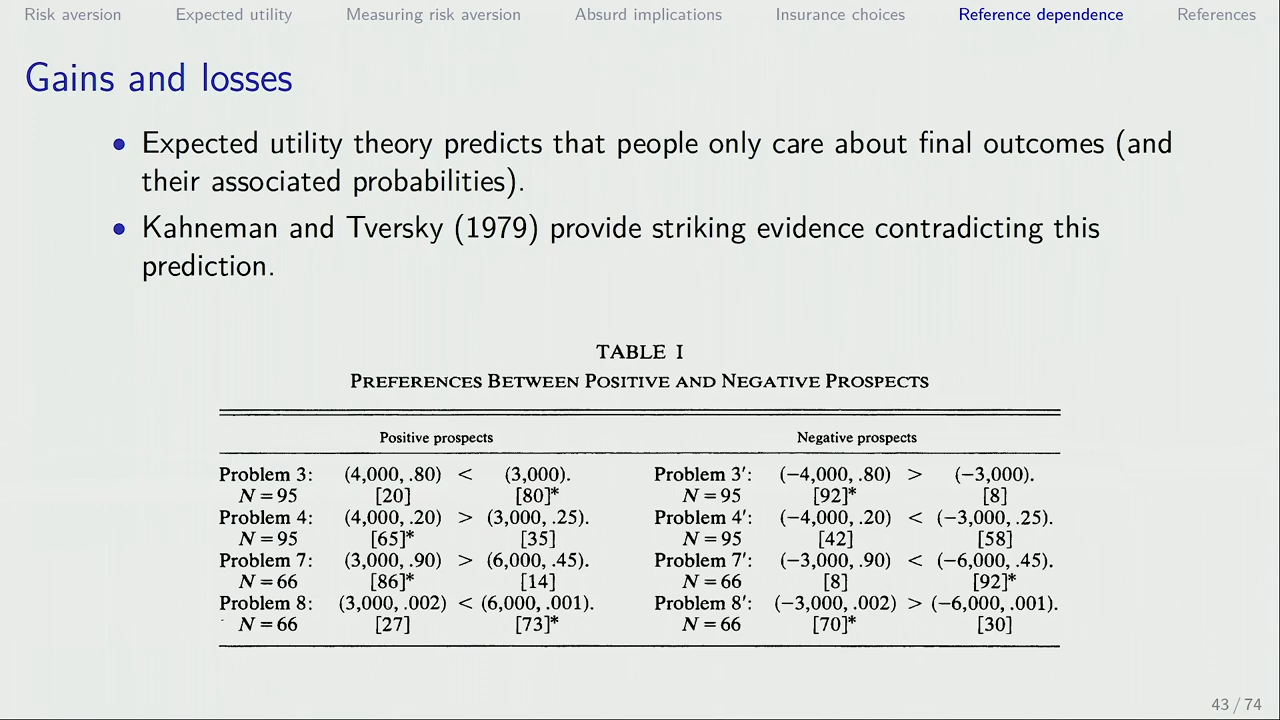 Risk aversion Expected utility Measuring risk aversion Absurd implications Insurance choices Reference dependence References
Gains and losses
• Expected utility theory predicts that people only care about final outcomes (and
their associated probabilities).
• Kahneman and Tversky (1979) provide striking evidence contradicting this
prediction.
TABLE I
PREFERENCES BETWEEN POSITIVE AND NEGATIVE PROSPECTS
Positive prospects Negative prospects
Problem 3: (4,000, .80) < (3,000). Problem 3′: (−4,000, .80) > (−3,000).
N = 95 [20] [80]* N = 95 [92]* [8]
Problem 4: (4,000, .20) > (3,000, .25). Problem 4′: (−4,000, .20) < (−3,000, .25).
N = 95 [65]* [35] N = 95 [42] [58]
Problem 7: (3,000, .90) > (6,000, .45). Problem 7′: (−3,000, .90) < (−6,000, .45).
N = 66 [86]* [14] N = 66 [8] [92]*
Problem 8: (3,000, .002) < (6,000, .001). Problem 8′: (−3,000, .002) > (−6,000, .001).
N = 66 [27] [73]* N = 66 [70]* [30]
43 / 74